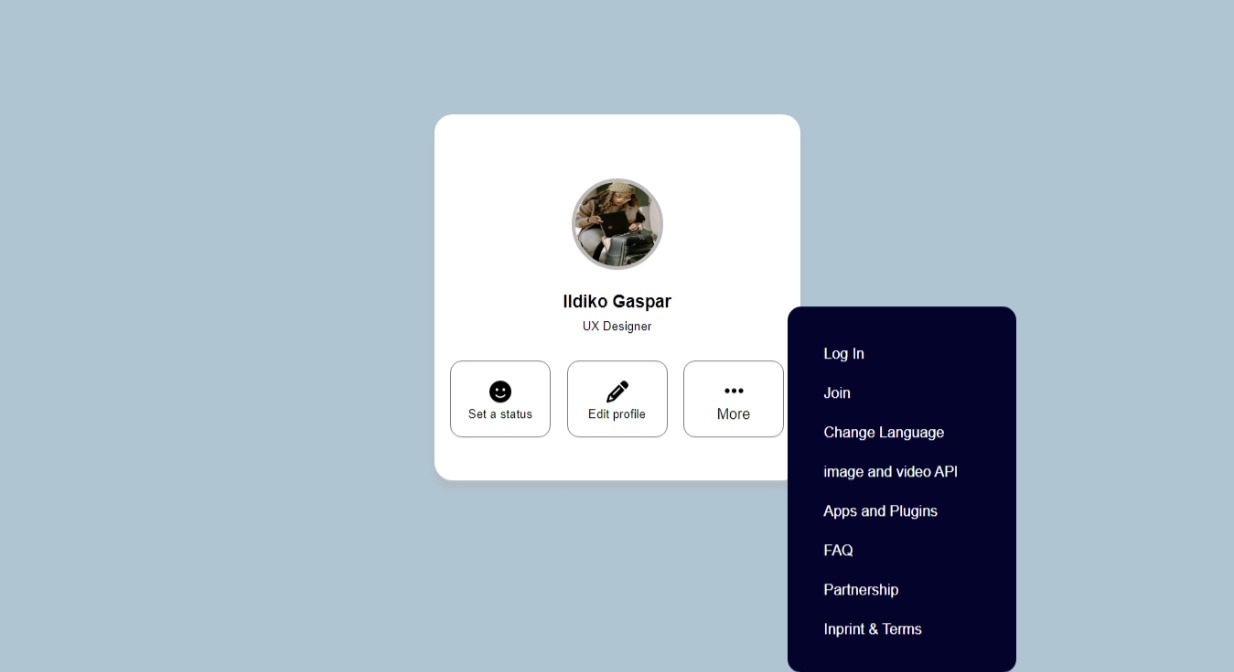 Ildiko Gaspar
UX Designer
Set a status
Edit profile
More
Log In
Join
Change Language
image and video API
Apps and Plugins
FAQ
Partnership
Inprint & Terms